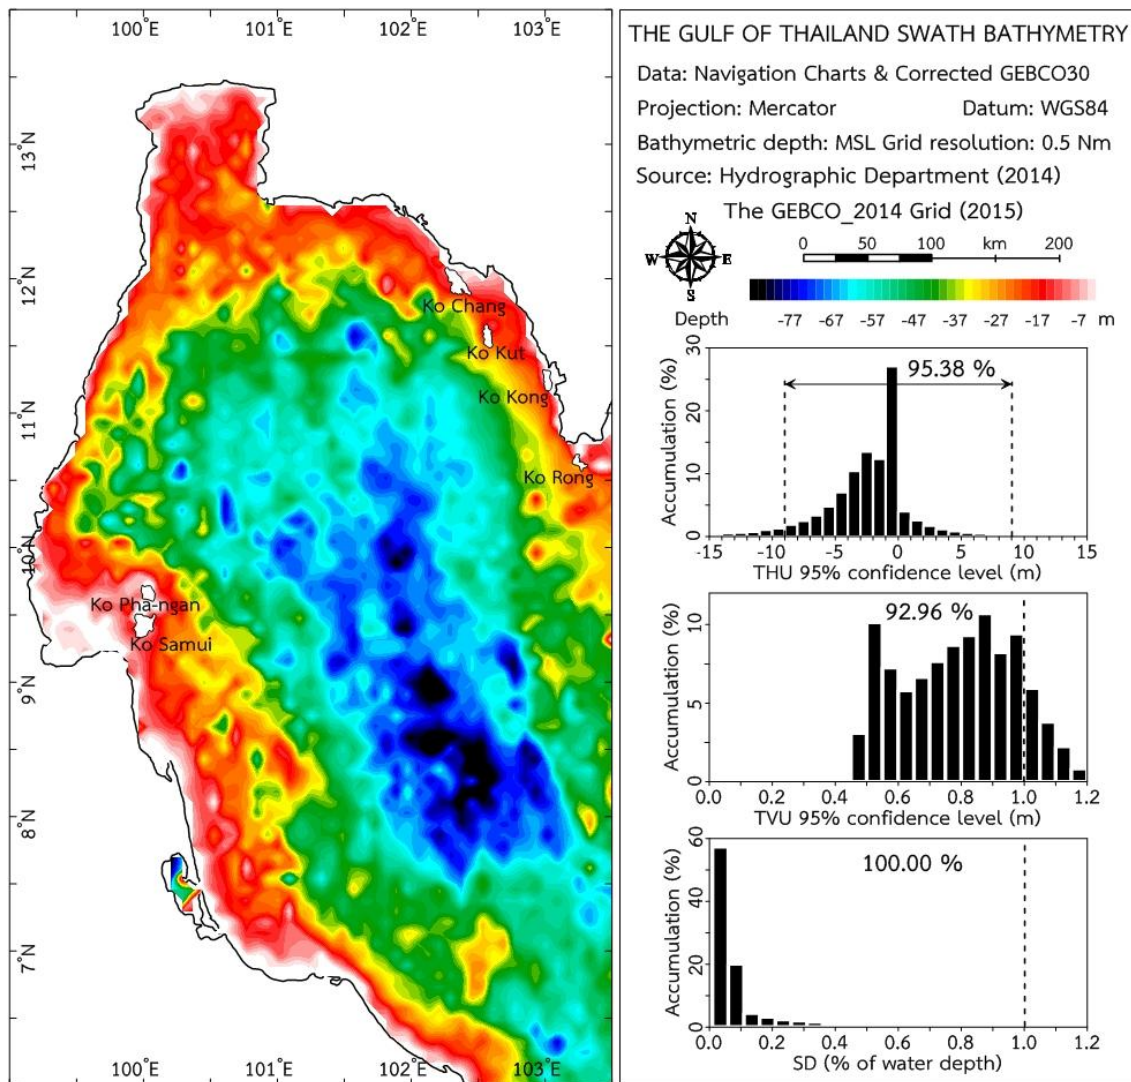 100°E 101°E 102°E 103°E
13°N
12°N
11°N
10°N
9°N
8°N
7°N
Ko Chang
Ko Kut
Ko Kong
Ko Rong
Ko Pha-ngan
Ko Samui
100°E 101°E 102°E 103°E
THE GULF OF THAILAND SWATH BATHYMETRY
Data: Navigation Charts & Corrected GEBCO30
Projection: Mercator Datum: WGS84
Bathymetric depth: MSL Grid resolution: 0.5 Nm
Source: Hydrographic Department (2014)
The GEBCO_2014 Grid (2015)
N
W E
S
0 50 100 km 200
Depth -77 -67 -57 -47 -37 -27 -17 -7 m
95.38 %
Accumulation (%)
30
20
10
0
-15 -10 -5 0 5 10 15
THU 95% confidence level (m)
92.96 %
Accumulation (%)
10
5
0
0.0 0.2 0.4 0.6 0.8 1.0 1.2
TVU 95% confidence level (m)
100.00 %
Accumulation (%)
60
40
20
0
0.0 0.2 0.4 0.6 0.8 1.0 1.2
SD (% of water depth)